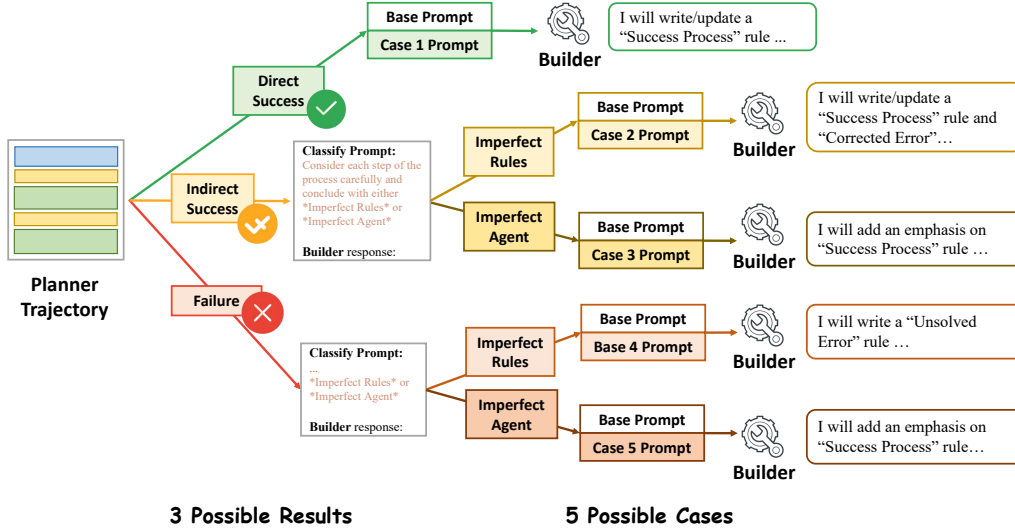 Base Prompt
Case 1 Prompt
Builder
I will write/update a
“Success Process” rule ...
Direct
Success
Planner
Trajectory
Indirect
Success
Classify Prompt:
Consider each step of the
process carefully and
conclude with either
*Imperfect Rules* or
*Imperfect Agent*
Builder response:
Imperfect
Rules
Base Prompt
Case 2 Prompt
Builder
I will write/update a
“Success Process” rule and
“Corrected Error”…
Imperfect
Agent
Base Prompt
Case 3 Prompt
Builder
I will add an emphasis on
“Success Process” rule …
Failure
Classify Prompt:
...
*Imperfect Rules* or
*Imperfect Agent*
Builder response:
Imperfect
Rules
Base Prompt
Base 4 Prompt
Builder
I will write a “Unsolved
Error” rule …
Imperfect
Agent
Base Prompt
Case 5 Prompt
Builder
I will add an emphasis on
“Success Process” rule…
3 Possible Results
5 Possible Cases